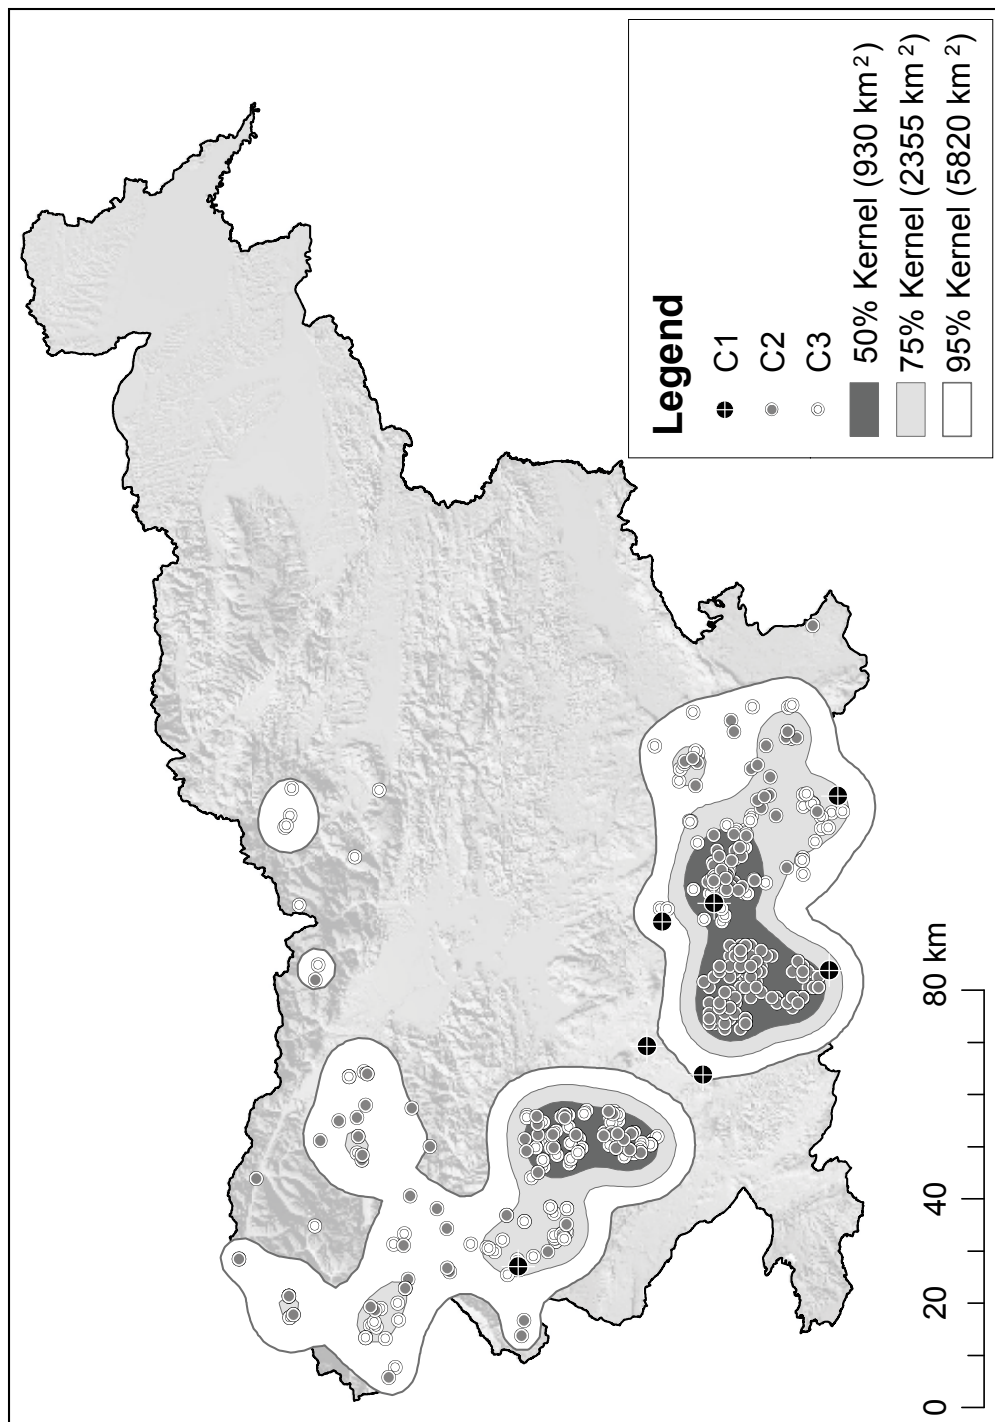 Legend
C1
C2
C3
50% Kernel (930 km²)
75% Kernel (2355 km²)
95% Kernel (5820 km²)
0 20 40 80 km